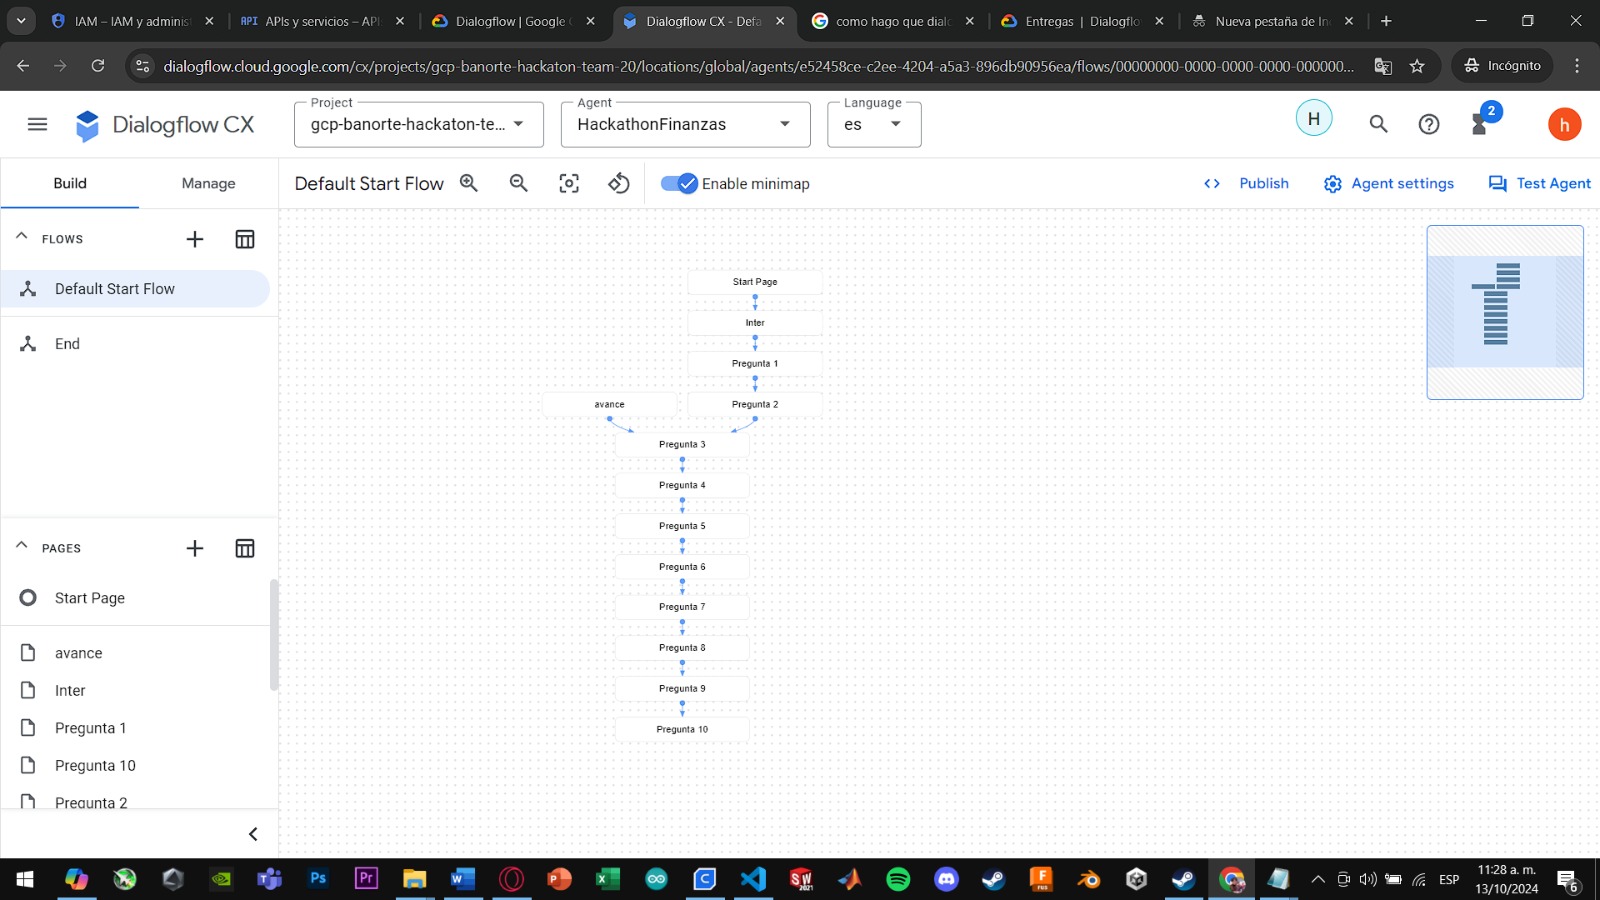 IAM – IAM y administ
APIs y servicios – API
Dialogflow | Google C
Dialogflow CX - Defa
como hago que dial
Entregas | Dialogflo
Nueva pestaña de In
dialogflow.cloud.google.com/cx/projects/gcp-banorte-hackaton-team-20/locations/global/agents/e52458ce-c2ee-4204-a5a3-896db90956ea/flows/00000000-0000-0000-0000-000000...
Incógnito
Dialogflow CX
Project
gcp-banorte-hackaton-te...
Agent
HackathonFinanzas
Language
es
H
2
h
Build
Manage
Default Start Flow
Enable minimap
Publish
Agent settings
Test Agent
FLOWS
Default Start Flow
End
PAGES
Start Page
avance
Inter
Pregunta 1
Pregunta 10
Pregunta 2
Start Page
Inter
Pregunta 1
avance
Pregunta 2
Pregunta 3
Pregunta 4
Pregunta 5
Pregunta 6
Pregunta 7
Pregunta 8
Pregunta 9
Pregunta 10
ESP
11:28 a. m.
13/10/2024
6